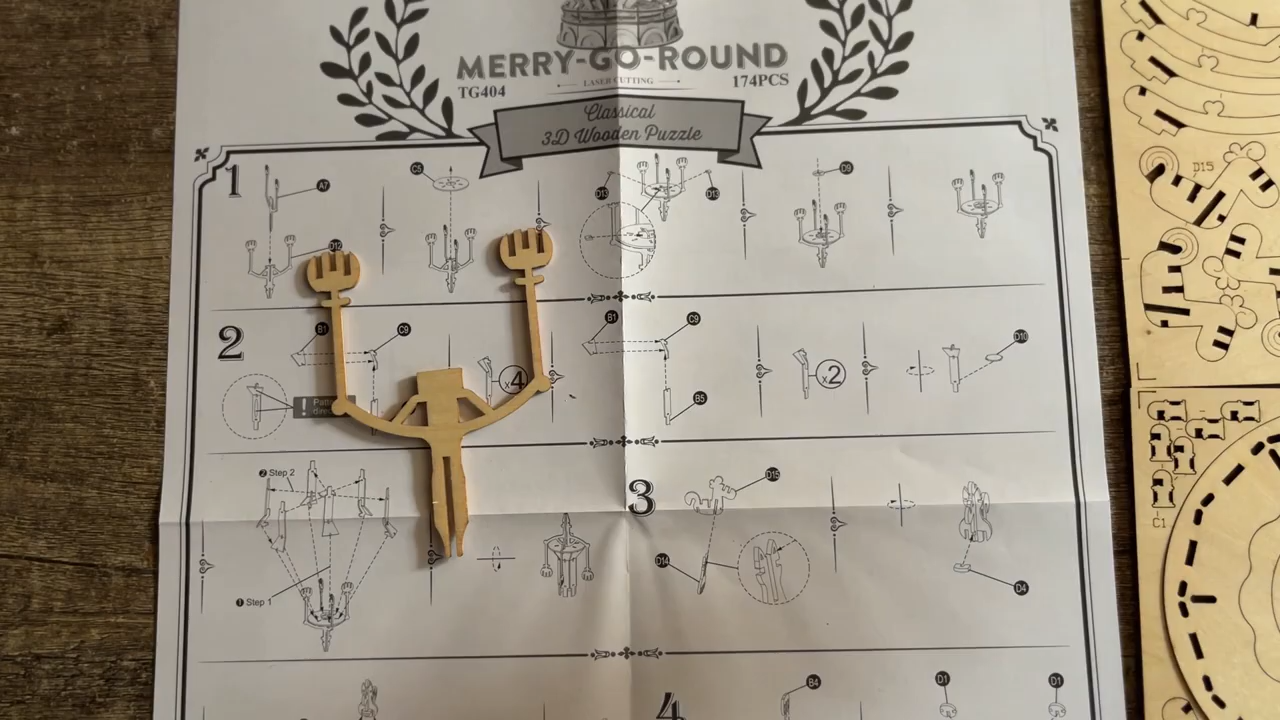 MERRY-GO-ROUND
LASER CUTTING
TG404
174PCS
Classical
3D Wooden Puzzle
1
A7
D12
C5
D13
D13
D9
2
B1
C9
x4
B1
C9
B5
x2
D10
2 Step 2
1 Step 1
3
D15
D14
D4
4
B4
D1
D1
D15
C1